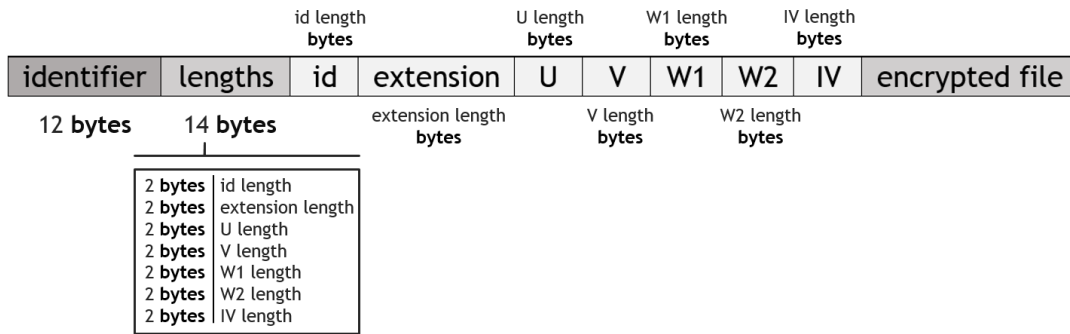 id length
bytes
U length
bytes
W1 length
bytes
IV length
bytes
identifier lengths id extension U V W1 W2 IV encrypted file
12 bytes
14 bytes
extension length
bytes
V length
bytes
W2 length
bytes
2 bytes id length
2 bytes extension length
2 bytes U length
2 bytes V length
2 bytes W1 length
2 bytes W2 length
2 bytes IV length